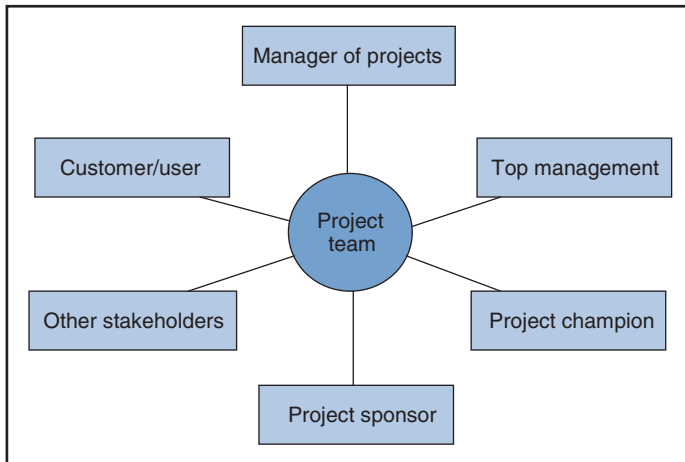 Manager of projects
Customer/user
Top management
Project
team
Other stakeholders
Project champion
Project sponsor